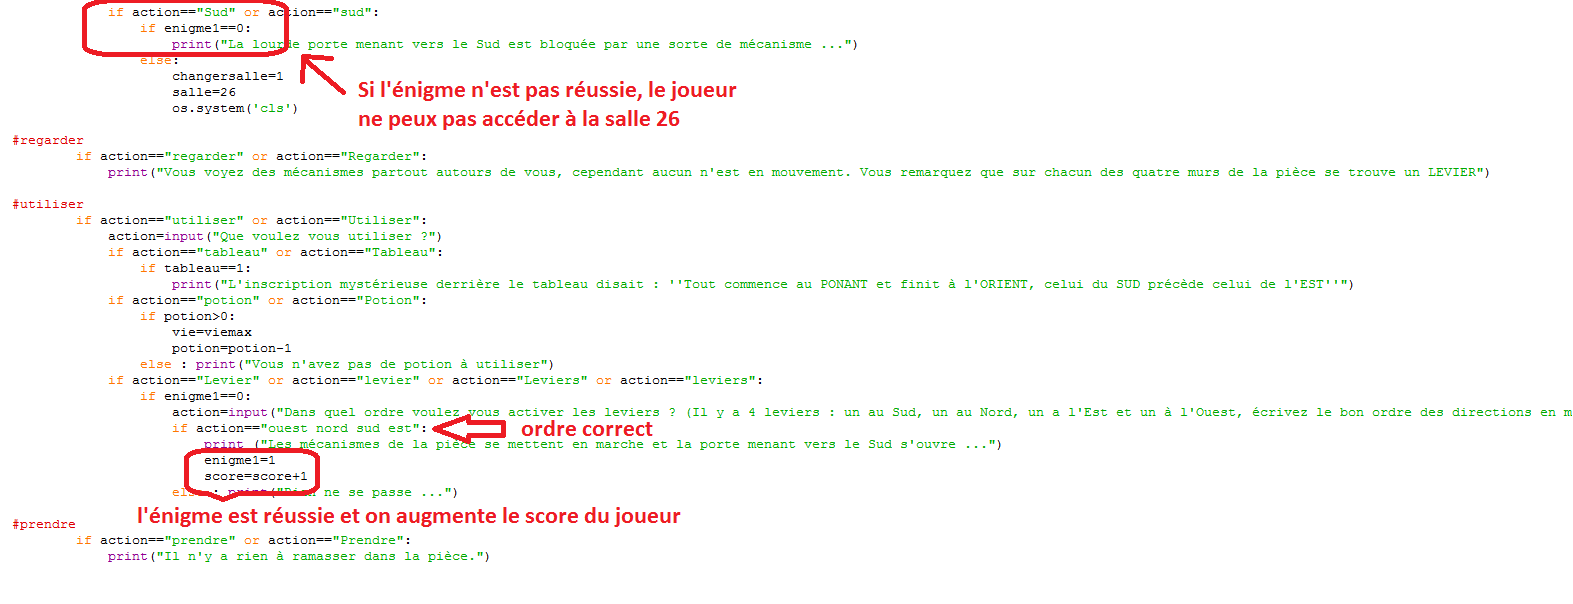 if action=="Sud" or action=="sud":
if enigme1==0:
print("La lourde porte menant vers le Sud est bloquée par une sorte de mécanisme ...")
else:
changersalle=1
salle=26
os.system('cls')
Si l'énigme n'est pas réussie, le joueur
ne peux pas accéder à la salle 26
#regarder
if action=="regarder" or action=="Regarder":
print("Vous voyez des mécanismes partout autours de vous, cependant aucun n'est en mouvement. Vous remarquez que sur chacun des quatre murs de la pièce se trouve un LEVIER")
#utiliser
if action=="utiliser" or action=="Utiliser":
action=input("Que voulez vous utiliser ?")
if action=="tableau" or action=="Tableau":
if tableau==1:
print("L'inscription mystérieuse derrière le tableau disait : ''Tout commence au PONANT et finit à l'ORIENT, celui du SUD précède celui de l'EST''")
if action=="potion" or action=="Potion":
if potion>0:
vie=viemax
potion=potion-1
else : print("Vous n'avez pas de potion à utiliser")
if action=="Levier" or action=="levier" or action=="Leviers" or action=="leviers":
if enigme1==0:
action=input("Dans quel ordre voulez vous activer les leviers ? (Il y a 4 leviers : un au Sud, un au Nord, un a l'Est et un à l'Ouest, écrivez le bon ordre des directions en m
if action=="ouest nord sud est":
ordre correct
print ("Les mécanismes de la pièce se mettent en marche et la porte menant vers le Sud s'ouvre ...")
enigme1=1
score=score+1
else : print("Rien ne se passe ...")
l'énigme est réussie et on augmente le score du joueur
#prendre
if action=="prendre" or action=="Prendre":
print("Il n'y a rien à ramasser dans la pièce.")